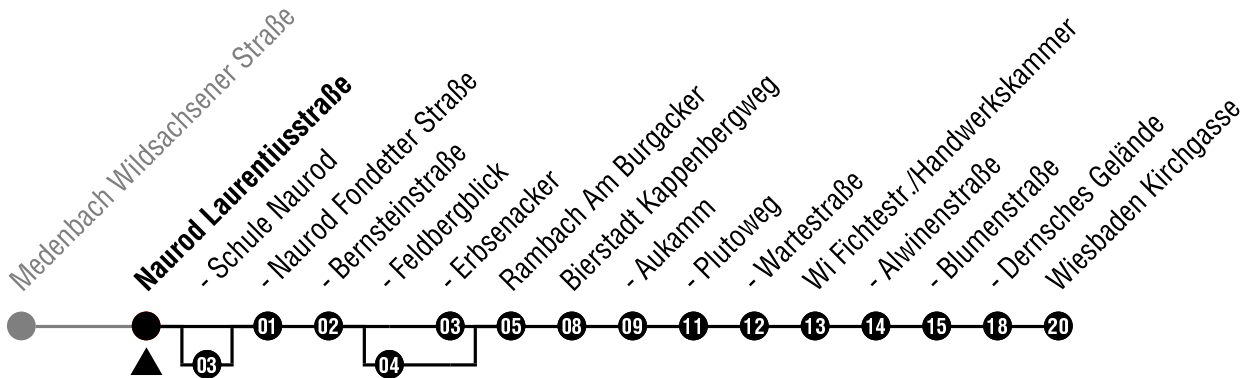 Medenbach Wildsachsener Straße
Naurod Laurentiusstraße
- Schule Naurod
- Naurod Fondetter Straße
- Bernsteinstraße
- Feldbergblick
- Erbsenacker
Rambach Am Burgacker
Bierstadt Kappenbergweg
- Aukamm
- Plutoweg
- Wartestraße
Wi Fichtestr./Handwerkskammer
- Alwinenstraße
- Blumenstraße
- Dernsches Gelände
Wiesbaden Kirchgasse
01 02 03 05 08 09 11 12 13 14 15 18 20
03 04